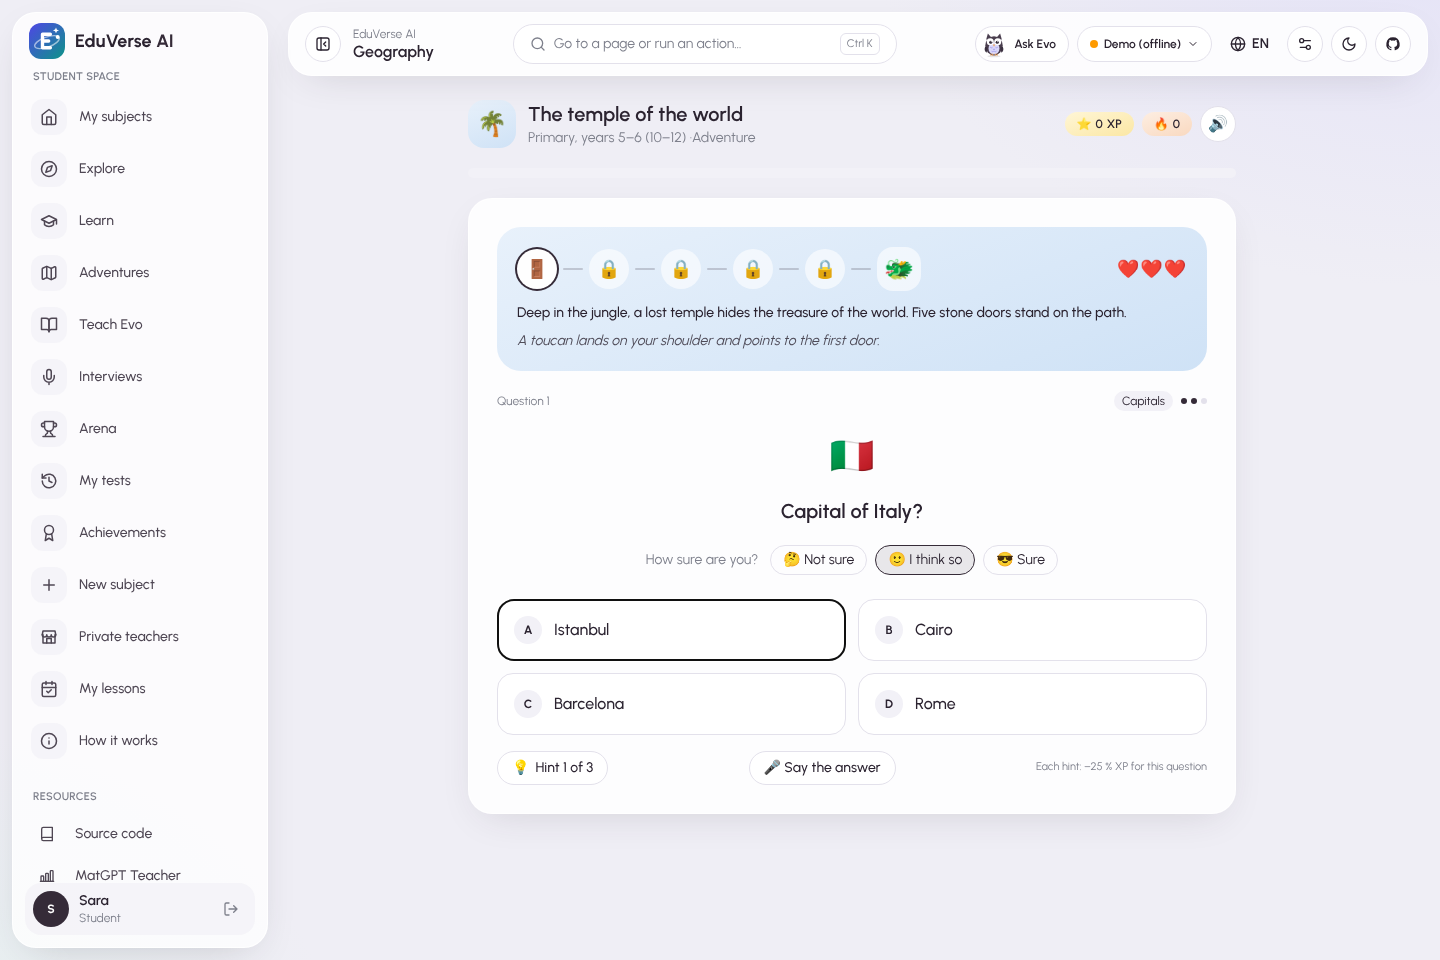 EduVerse AI
STUDENT SPACE
My subjects
Explore
Learn
Adventures
Teach Evo
Interviews
Arena
My tests
Achievements
New subject
Private teachers
My lessons
How it works
RESOURCES
Source code
MatGPT Teacher
S
Sara
Student
EduVerse AI
Geography
Go to a page or run an action...
Ctrl K
Ask Evo
Demo (offline)
EN
The temple of the world
Primary, years 5–6 (10–12) ·Adventure
0 XP
0
Deep in the jungle, a lost temple hides the treasure of the world. Five stone doors stand on the path.
A toucan lands on your shoulder and points to the first door.
Question 1
Capitals
Capital of Italy?
How sure are you?
Not sure
I think so
Sure
A Istanbul
B Cairo
C Barcelona
D Rome
Hint 1 of 3
Say the answer
Each hint: −25 % XP for this question